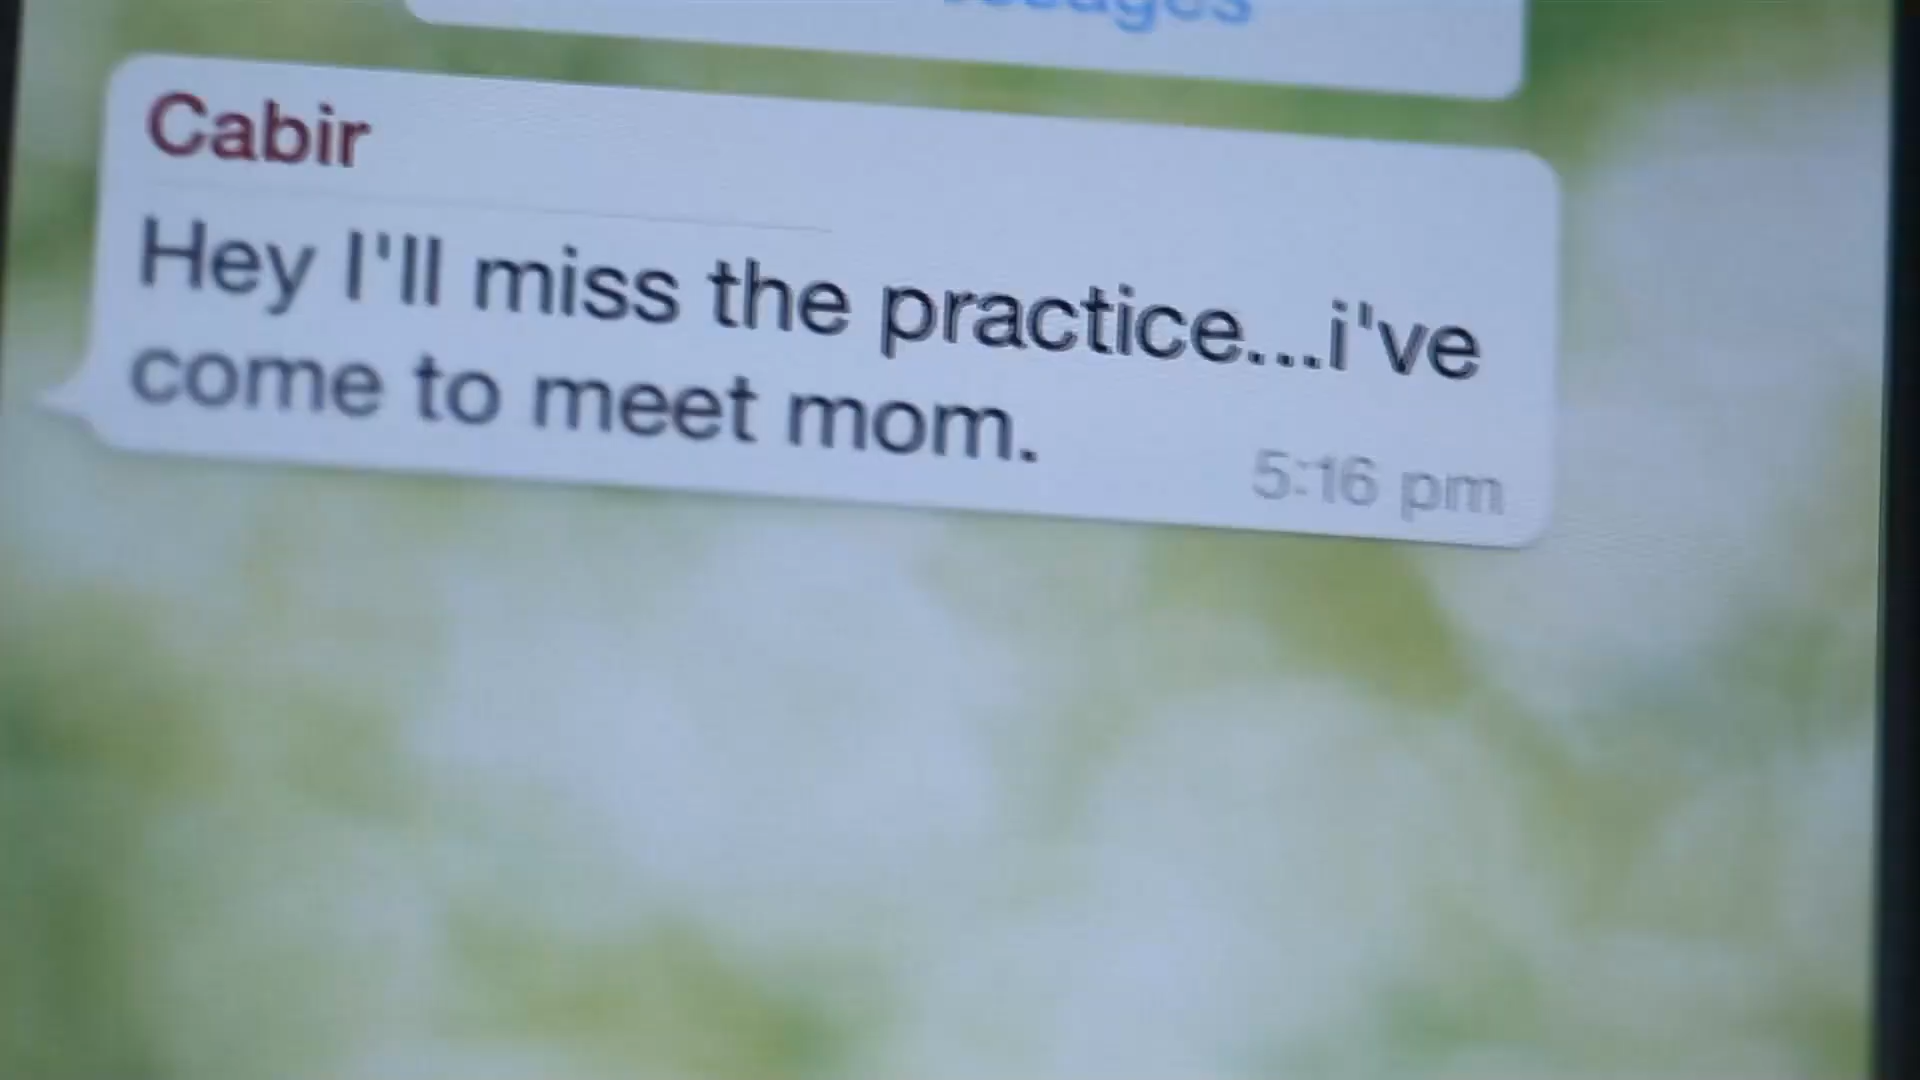 Cabir
Hey I'll miss the practice...i've
come to meet mom.
5:16 pm